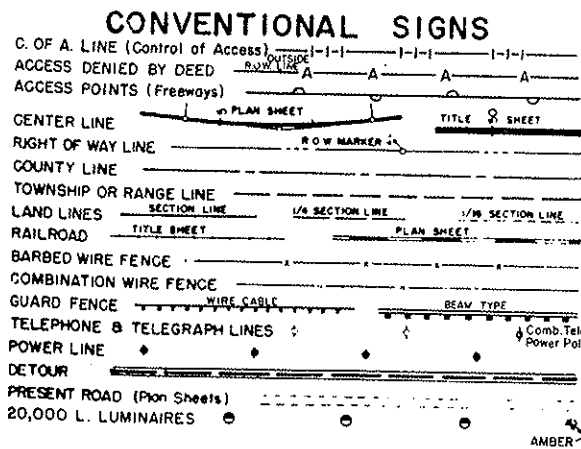 CONVENTIONAL SIGNS
C. OF A. LINE (Control of Access)
OUTSIDE
ACCESS DENIED BY DEED R.O.W. LINE A A A A
ACCESS POINTS (Freeways)
CENTER LINE PLAN SHEET TITLE SHEET
RIGHT OF WAY LINE R.O.W. MARKER
COUNTY LINE
TOWNSHIP OR RANGE LINE
LAND LINES SECTION LINE 1/4 SECTION LINE 1/16 SECTION LINE
RAILROAD TITLE SHEET PLAN SHEET
BARBED WIRE FENCE
COMBINATION WIRE FENCE
GUARD FENCE WIRE CABLE BEAM TYPE
TELEPHONE & TELEGRAPH LINES Comb. Tele
Power Pol
POWER LINE
DETOUR
PRESENT ROAD (Plan Sheets)
20,000 L. LUMINAIRES
AMBER